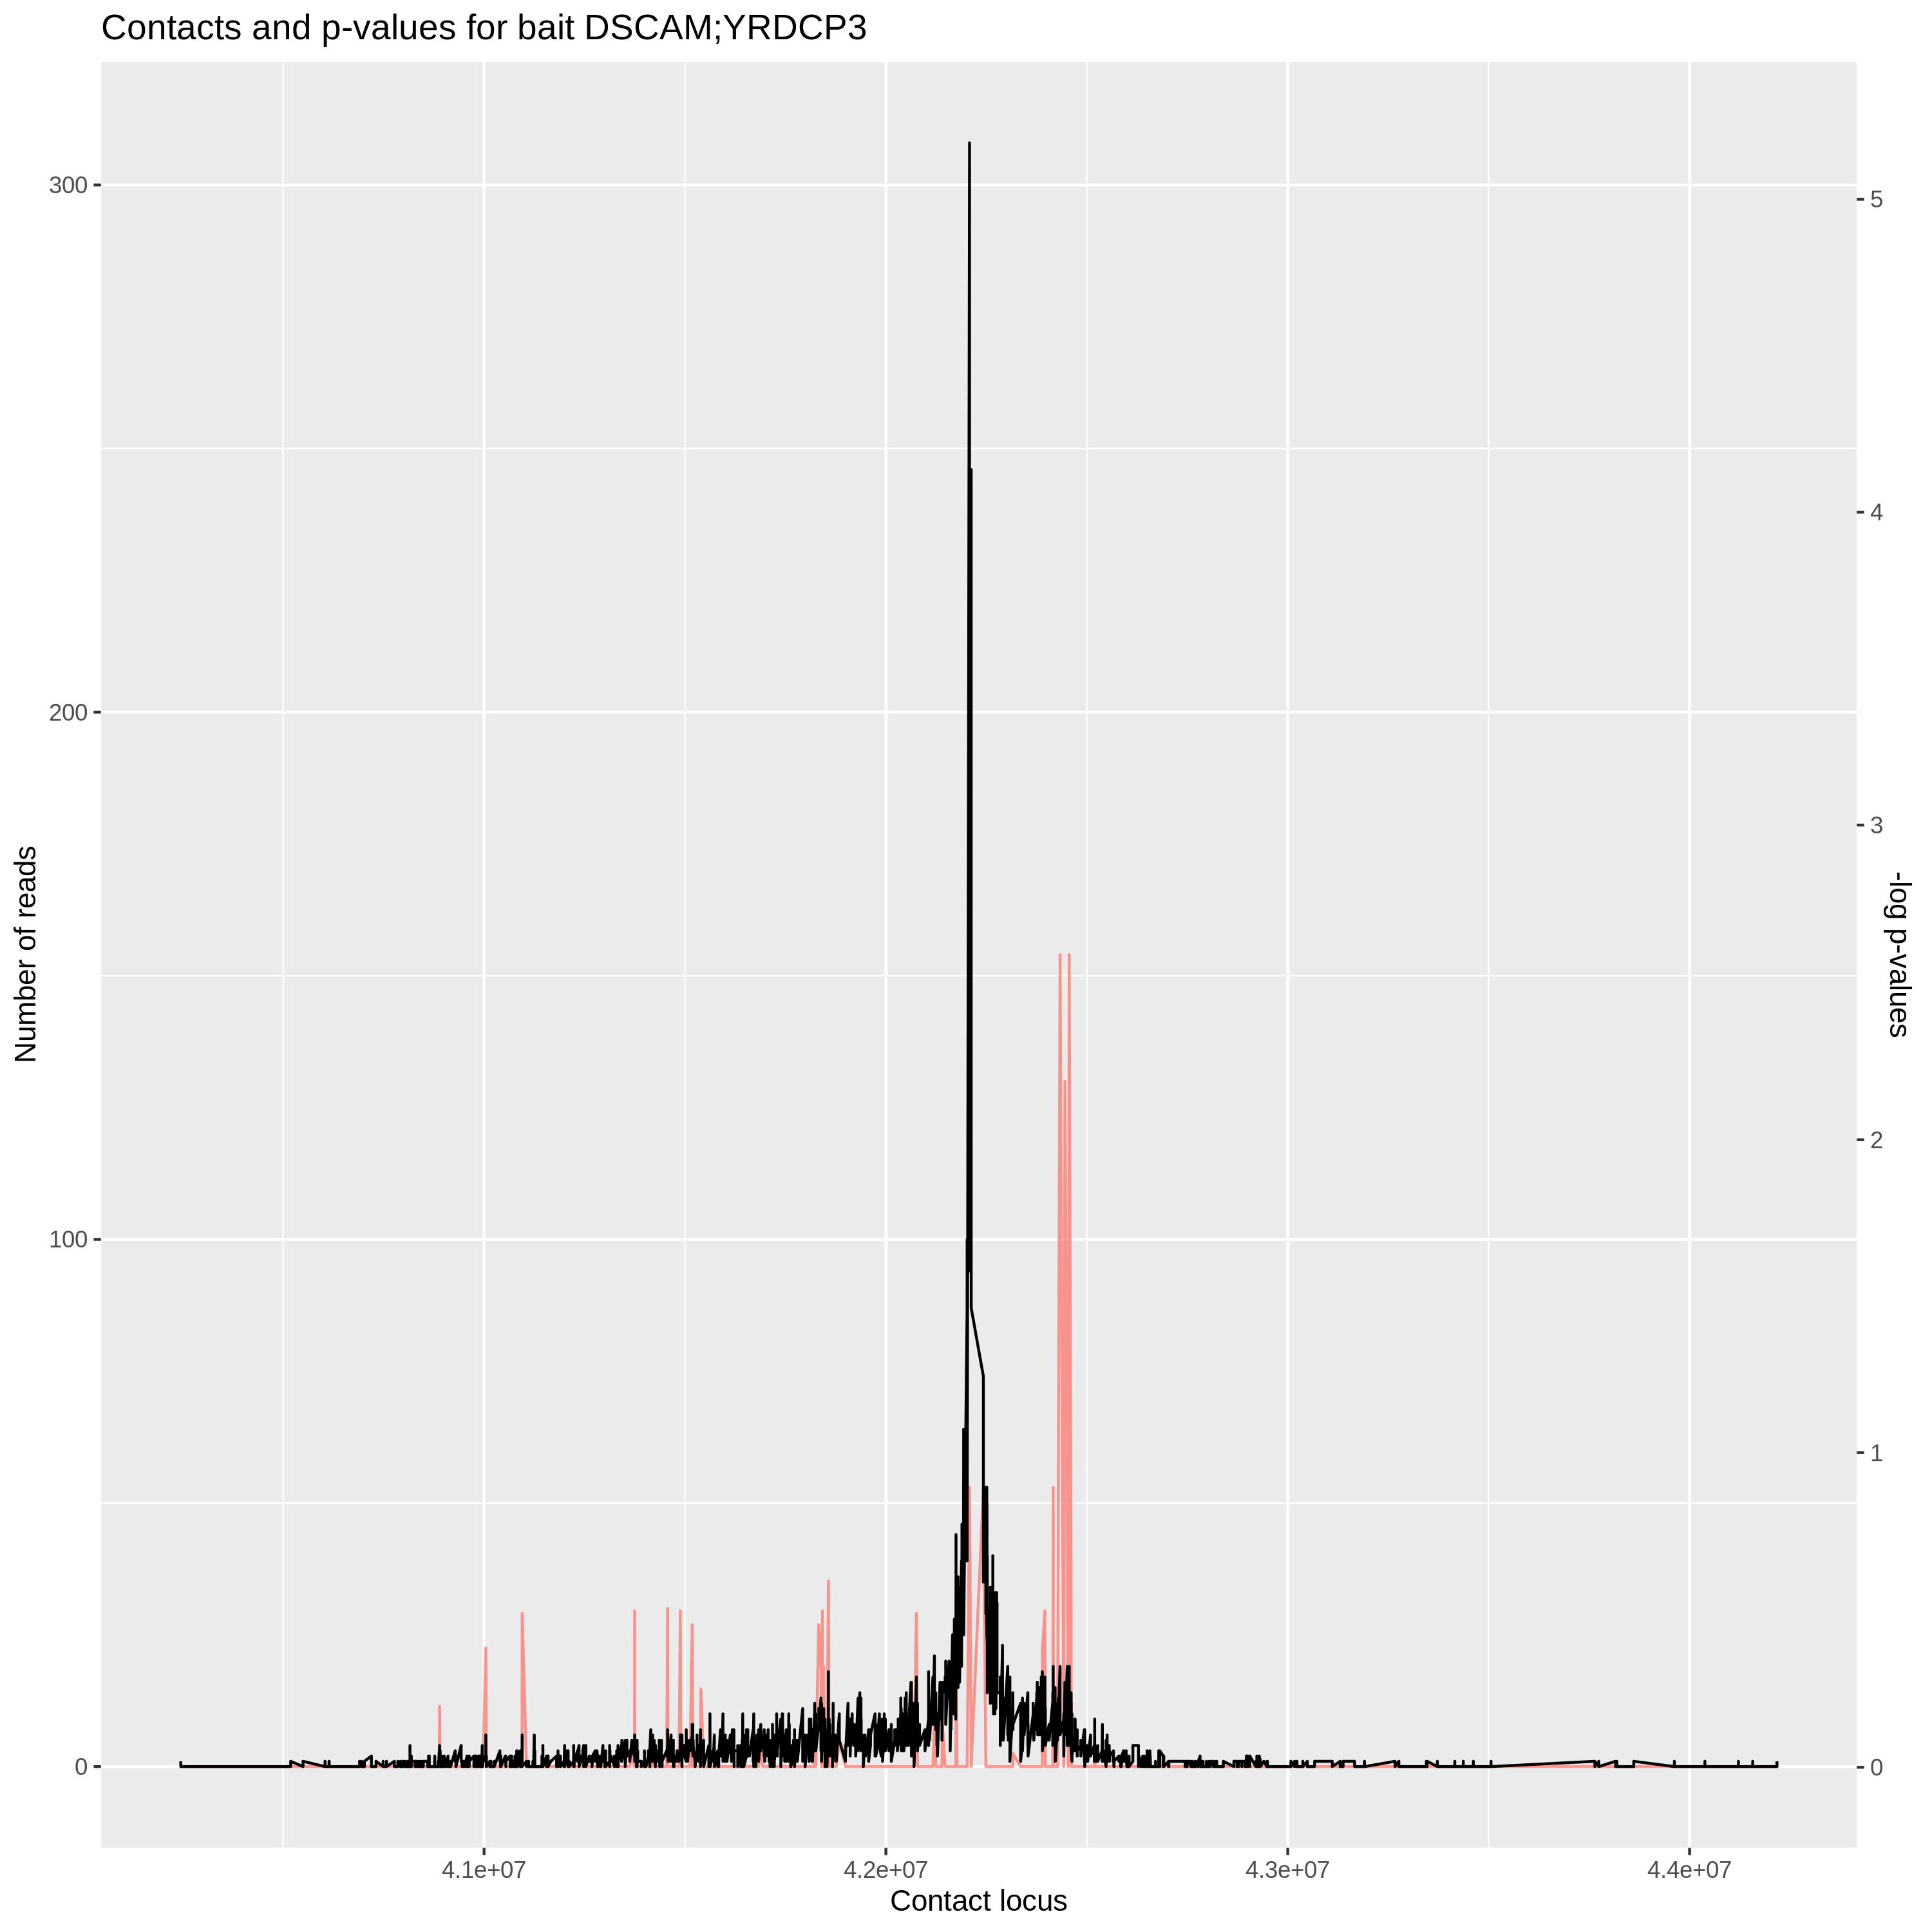 Contacts and p-values for bait DSCAM;YRDCP3
Number of reads
300
200
100
0
5
4
3
2
1
0
-log p-values
4.1e+07 4.2e+07 4.3e+07 4.4e+07
Contact locus